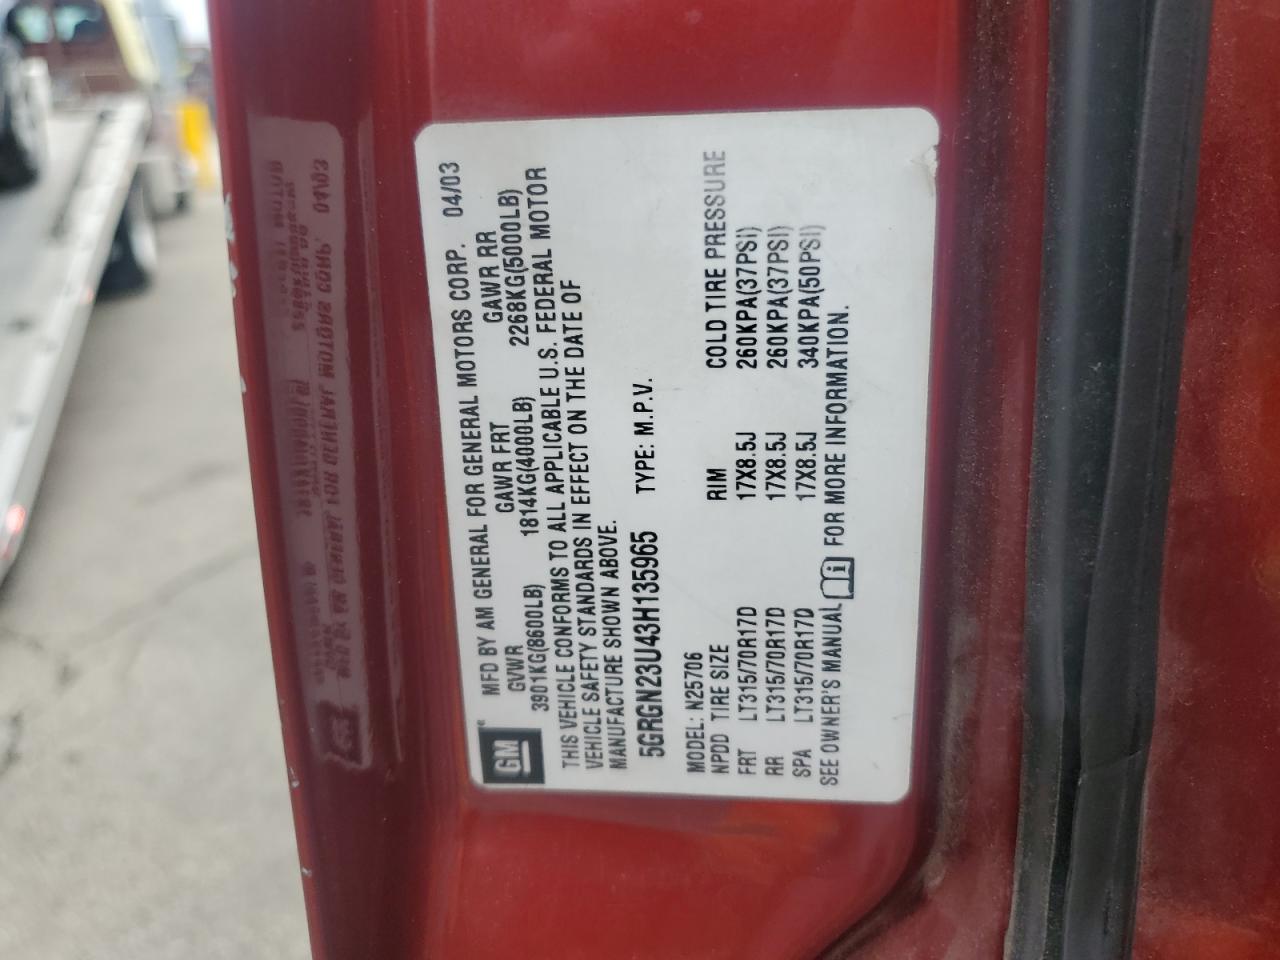 GM MFD BY AM GENERAL FOR GENERAL MOTORS CORP. 04/03
GVWR GAWR FRT GAWR RR
3901KG(8600LB) 1814KG(4000LB) 2268KG(5000LB)
THIS VEHICLE CONFORMS TO ALL APPLICABLE U.S. FEDERAL MOTOR
VEHICLE SAFETY STANDARDS IN EFFECT ON THE DATE OF
MANUFACTURE SHOWN ABOVE.
5GRGN23U43H135965 TYPE: M.P.V.
MODEL: N25706
NPDD TIRE SIZE RIM COLD TIRE PRESSURE
FRT LT315/70R17D 17X8.5J 260KPA(37PSI)
RR LT315/70R17D 17X8.5J 260KPA(37PSI)
SPA LT315/70R17D 17X8.5J 340KPA(50PSI)
SEE OWNER'S MANUAL i FOR MORE INFORMATION.